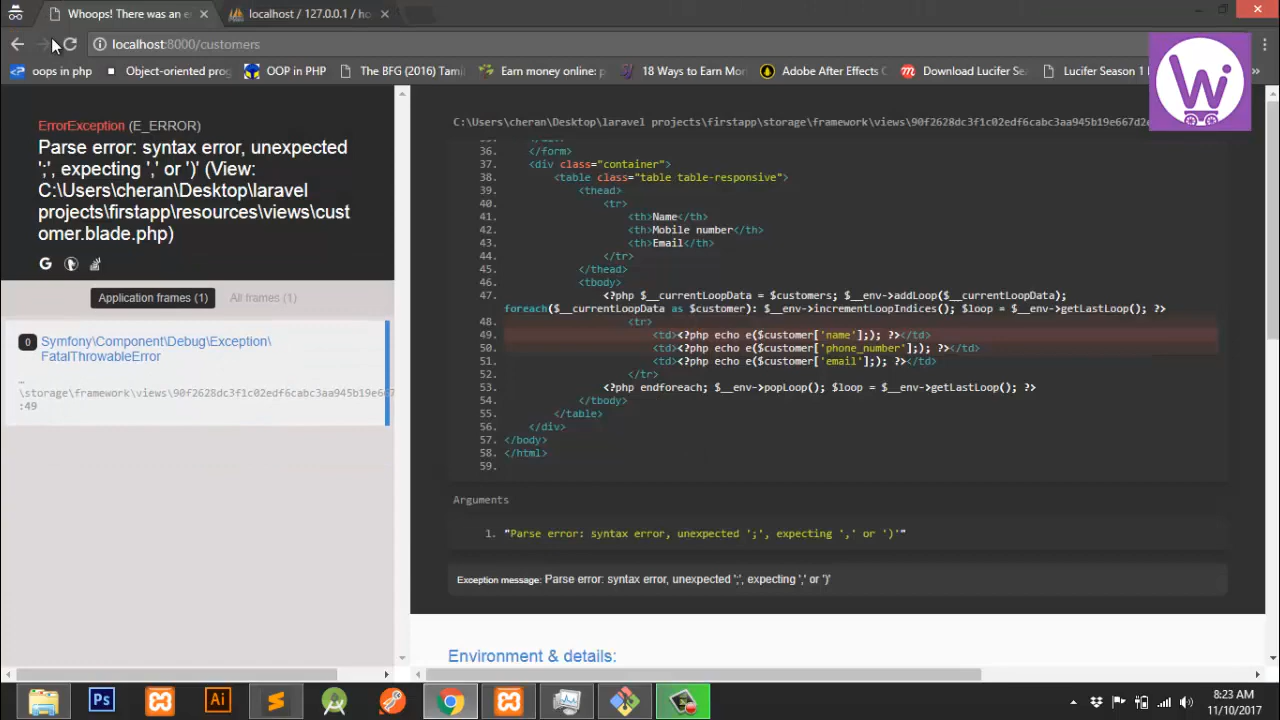 Whoops! There was an e
localhost / 127.0.0.1 / ho
localhost:8000/customers
oops in php
Object-oriented prog
OOP in PHP
The BFG (2016) Tami
Earn money online:
18 Ways to Earn Mo
Adobe After Effects C
Download Lucifer Se
Lucifer Season 1
»
W
ErrorException (E_ERROR)
Parse error: syntax error, unexpected
';', expecting ',' or ')' (View:
C:\Users\cheran\Desktop\laravel
projects\firstapp\resources\views\cust
omer.blade.php)
Application frames (1)
All frames (1)
0
Symfony\Component\Debug\Exception\
FatalThrowableError
…
\storage\framework\views\90f2628dc3f1c02edf6cabc3aa945b19e667
:49
C:\Users\cheran\Desktop\laravel projects\firstapp\storage\framework\views\90f2628dc3f1c02edf6cabc3aa945b19e667d2c
36. </form>
37. <div class="container">
38. <table class="table table-responsive">
39. <thead>
40. <tr>
41. <th>Name</th>
42. <th>Mobile number</th>
43. <th>Email</th>
44. </tr>
45. </thead>
46. <tbody>
47. <?php $__currentLoopData = $customers; $__env->addLoop($__currentLoopData);
foreach($__currentLoopData as $customer): $__env->incrementLoopIndices(); $loop = $__env->getLastLoop(); ?>
48. <tr>
49. <td><?php echo e($customer['name'];); ?></td>
50. <td><?php echo e($customer['phone_number'];); ?></td>
51. <td><?php echo e($customer['email'];); ?></td>
52. </tr>
53. <?php endforeach; $__env->popLoop(); $loop = $__env->getLastLoop(); ?>
54. </tbody>
55. </table>
56. </div>
57. </body>
58. </html>
59.
Arguments
1. "Parse error: syntax error, unexpected ';', expecting ',' or ')'"
Exception message: Parse error: syntax error, unexpected ';', expecting ',' or ')'
Environment & details:
Ps
Ai
8:23 AM
11/10/2017